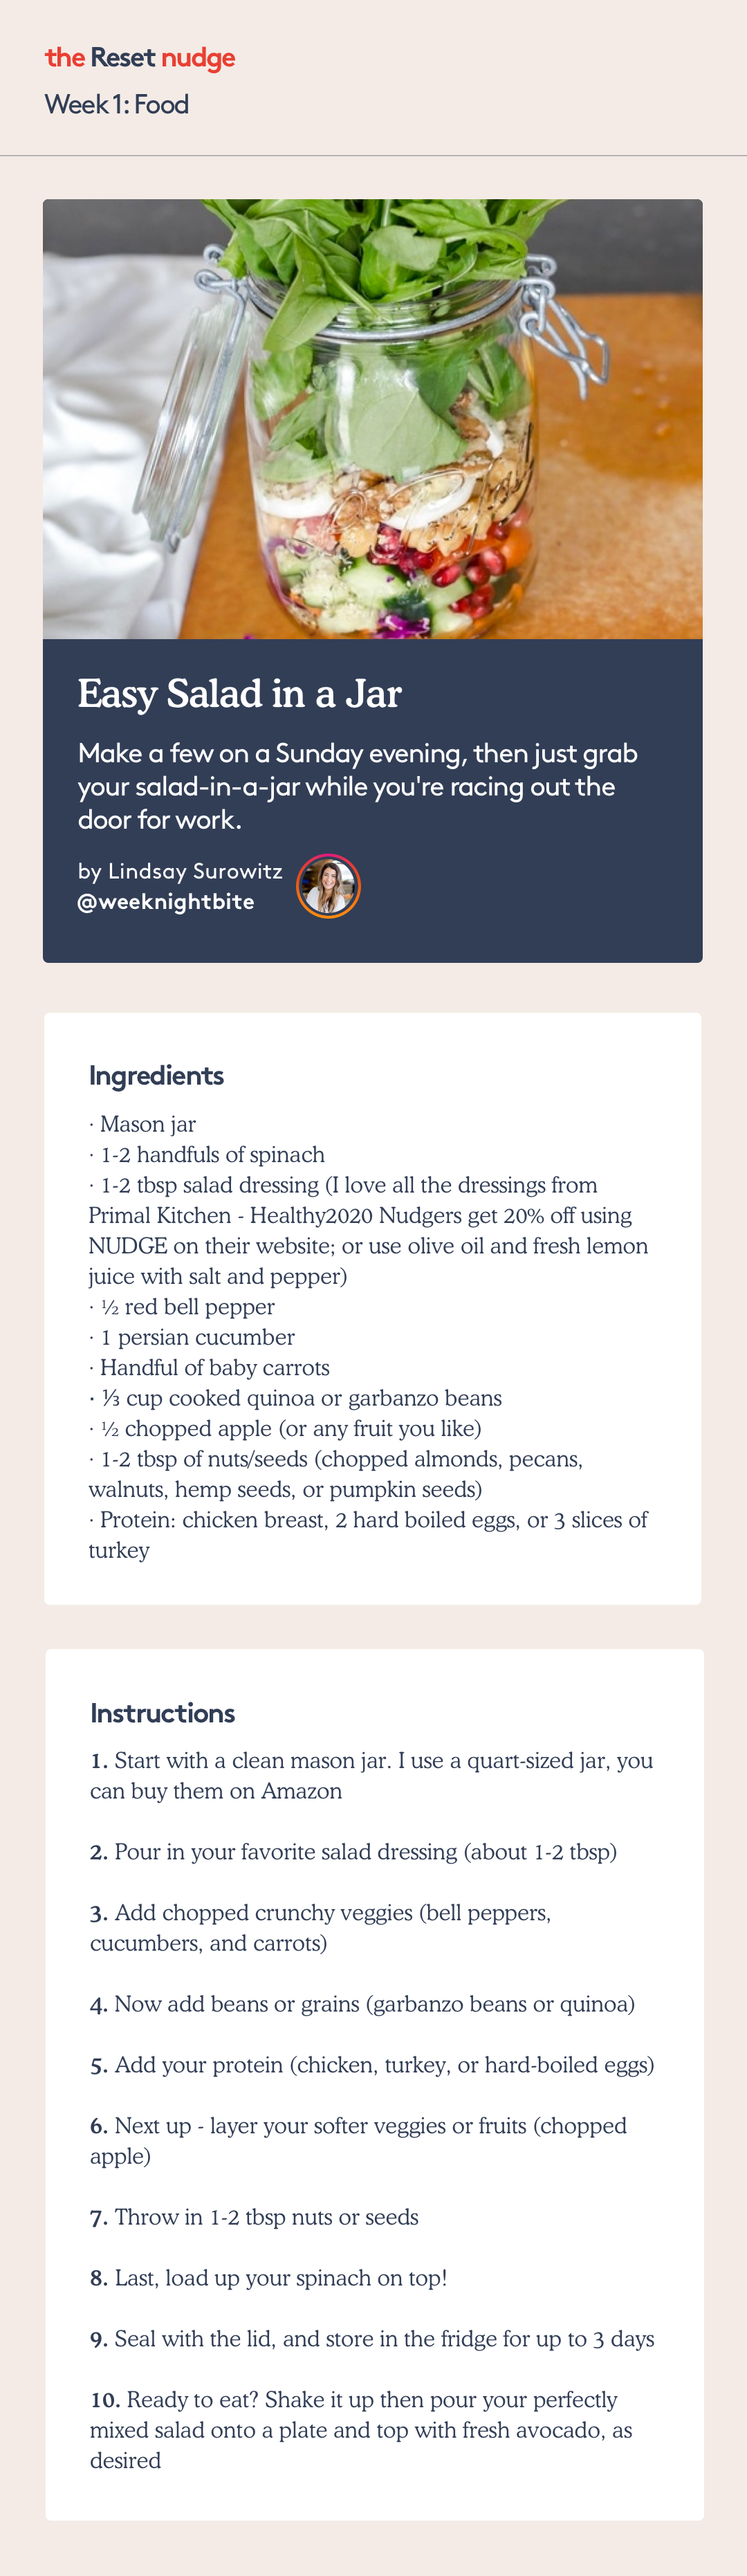 the Reset nudge
Week 1: Food
Easy Salad in a Jar
Make a few on a Sunday evening, then just grab
your salad-in-a-jar while you're racing out the
door for work.
by Lindsay Surowitz
@weeknightbite
Ingredients
· Mason jar
· 1-2 handfuls of spinach
· 1-2 tbsp salad dressing (I love all the dressings from
Primal Kitchen - Healthy2020 Nudgers get 20% off using
NUDGE on their website; or use olive oil and fresh lemon
juice with salt and pepper)
· ½ red bell pepper
· 1 persian cucumber
· Handful of baby carrots
· ⅓ cup cooked quinoa or garbanzo beans
· ½ chopped apple (or any fruit you like)
· 1-2 tbsp of nuts/seeds (chopped almonds, pecans,
walnuts, hemp seeds, or pumpkin seeds)
· Protein: chicken breast, 2 hard boiled eggs, or 3 slices of
turkey
Instructions
1. Start with a clean mason jar. I use a quart-sized jar, you
can buy them on Amazon
2. Pour in your favorite salad dressing (about 1-2 tbsp)
3. Add chopped crunchy veggies (bell peppers,
cucumbers, and carrots)
4. Now add beans or grains (garbanzo beans or quinoa)
5. Add your protein (chicken, turkey, or hard-boiled eggs)
6. Next up - layer your softer veggies or fruits (chopped
apple)
7. Throw in 1-2 tbsp nuts or seeds
8. Last, load up your spinach on top!
9. Seal with the lid, and store in the fridge for up to 3 days
10. Ready to eat? Shake it up then pour your perfectly
mixed salad onto a plate and top with fresh avocado, as
desired